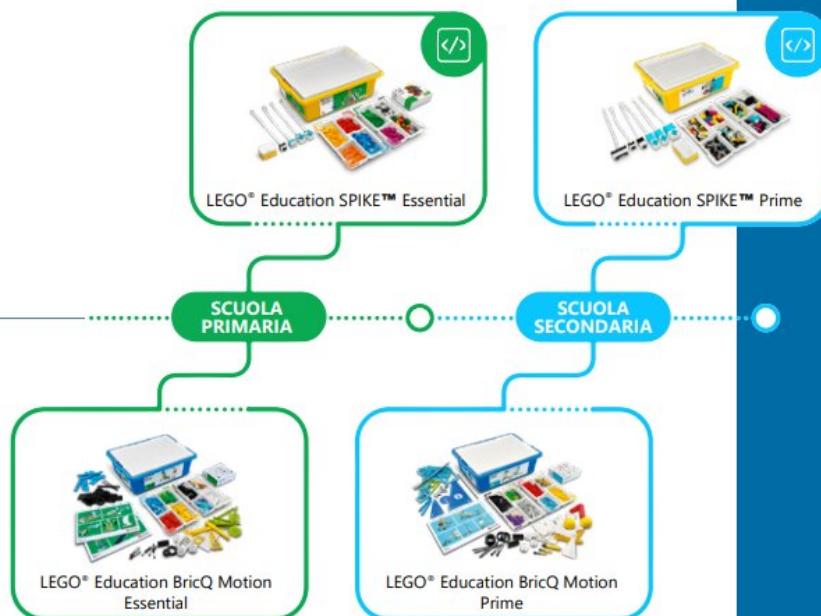 </>
</>
LEGO® Education SPIKE™ Essential
LEGO® Education SPIKE™ Prime
SCUOLA
PRIMARIA
SCUOLA
SECONDARIA
LEGO® Education BricQ Motion
Essential
LEGO® Education BricQ Motion
Prime